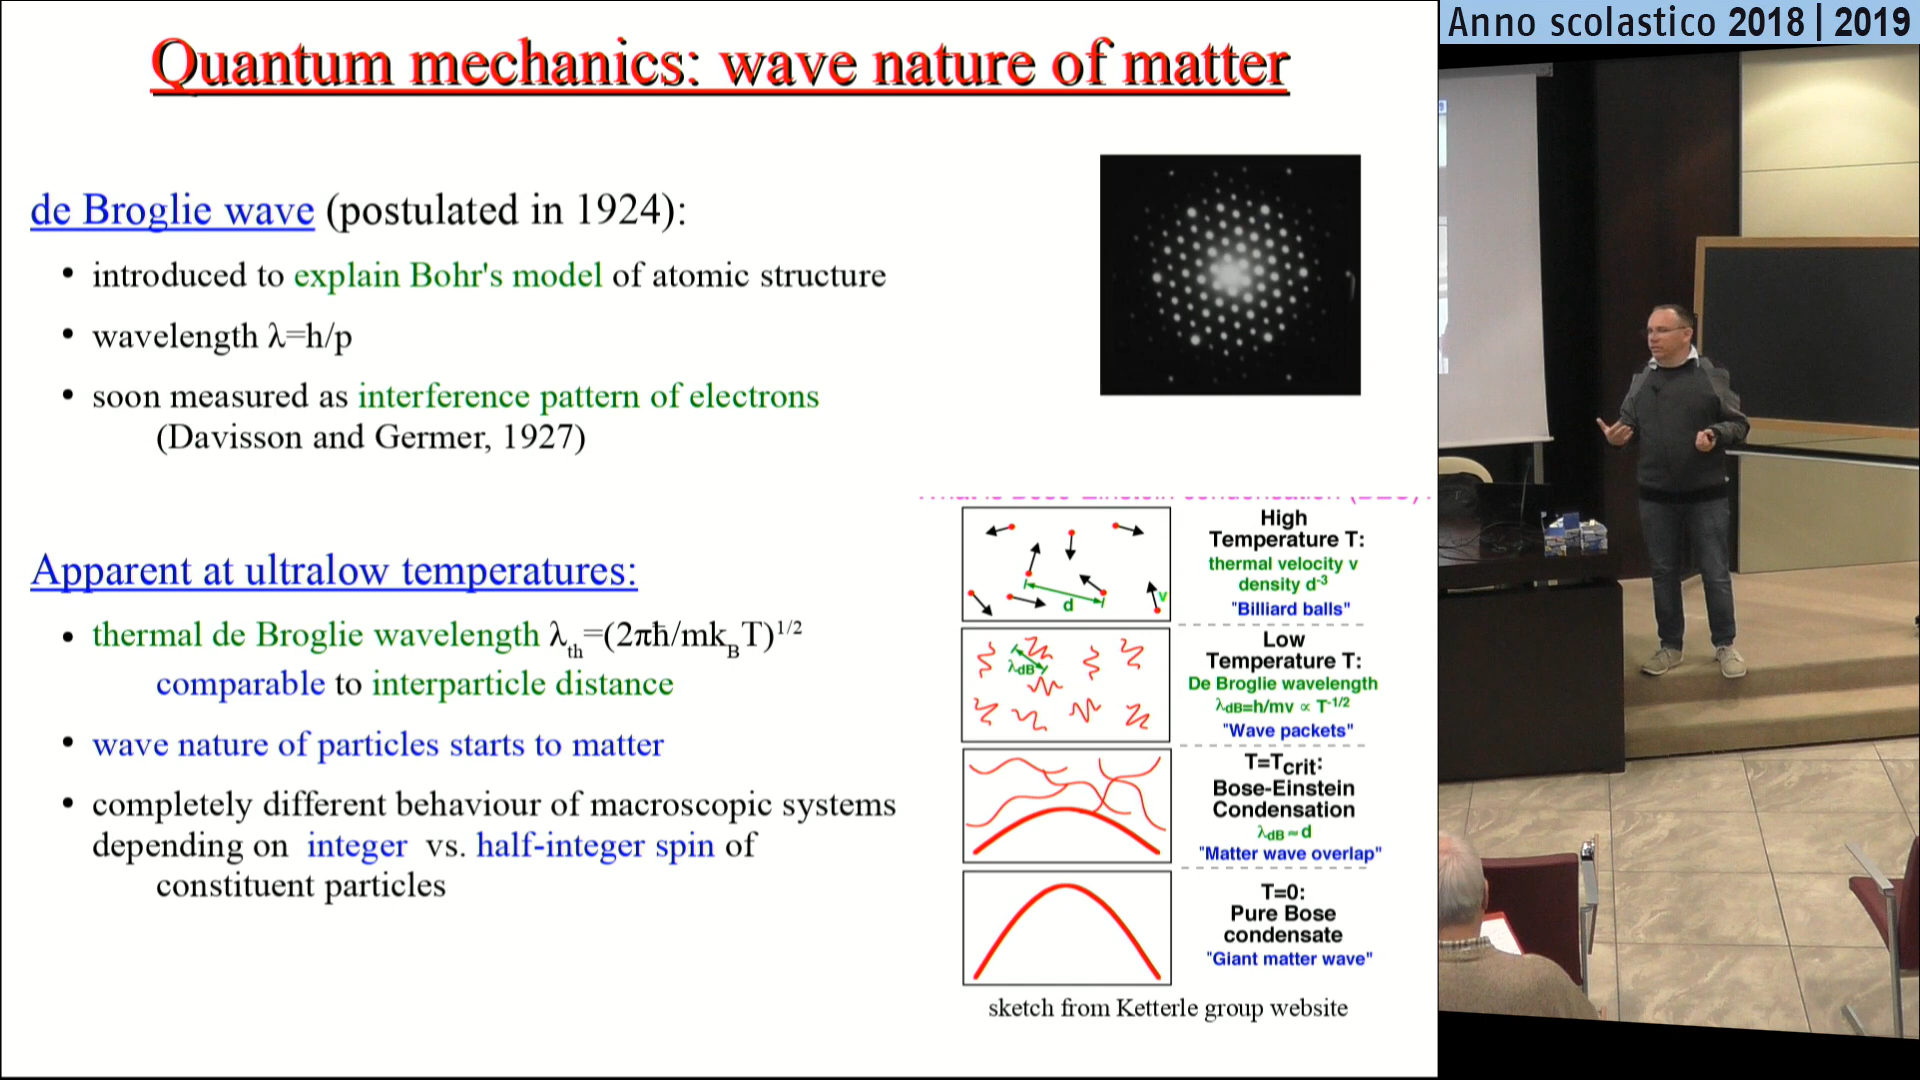 Anno scolastico 2018 | 2019
Quantum mechanics: wave nature of matter
de Broglie wave (postulated in 1924):
• introduced to explain Bohr's model of atomic structure
• wavelength λ=h/p
• soon measured as interference pattern of electrons
(Davisson and Germer, 1927)
Apparent at ultralow temperatures:
• thermal de Broglie wavelength λth=(2πħ/mkBT)1/2
comparable to interparticle distance
• wave nature of particles starts to matter
• completely different behaviour of macroscopic systems
depending on integer vs. half-integer spin of
constituent particles
d
v
High
Temperature T:
thermal velocity v
density d-3
"Billiard balls"
λdB
Low
Temperature T:
De Broglie wavelength
λdB=h/mv ∝ T-1/2
"Wave packets"
T=Tcrit:
Bose-Einstein
Condensation
λdB ≈ d
"Matter wave overlap"
T=0:
Pure Bose
condensate
"Giant matter wave"
sketch from Ketterle group website